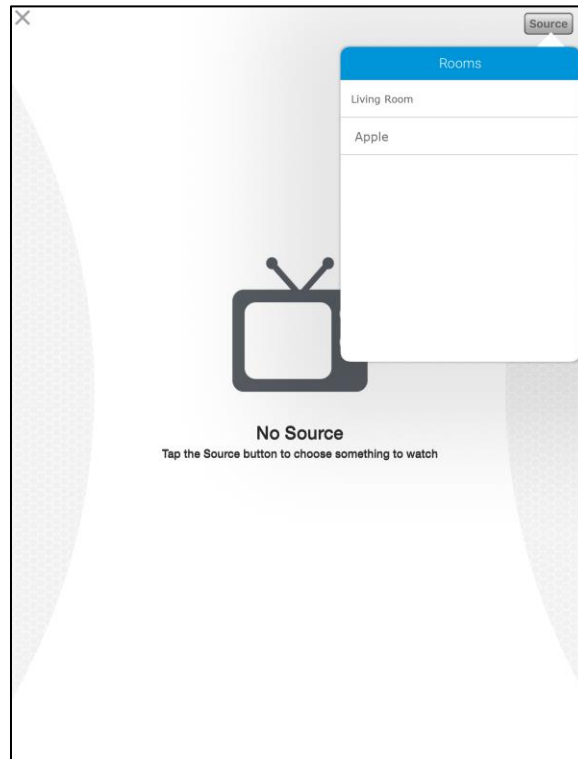 Source
Rooms
Living Room
Apple
No Source
Tap the Source button to choose something to watch